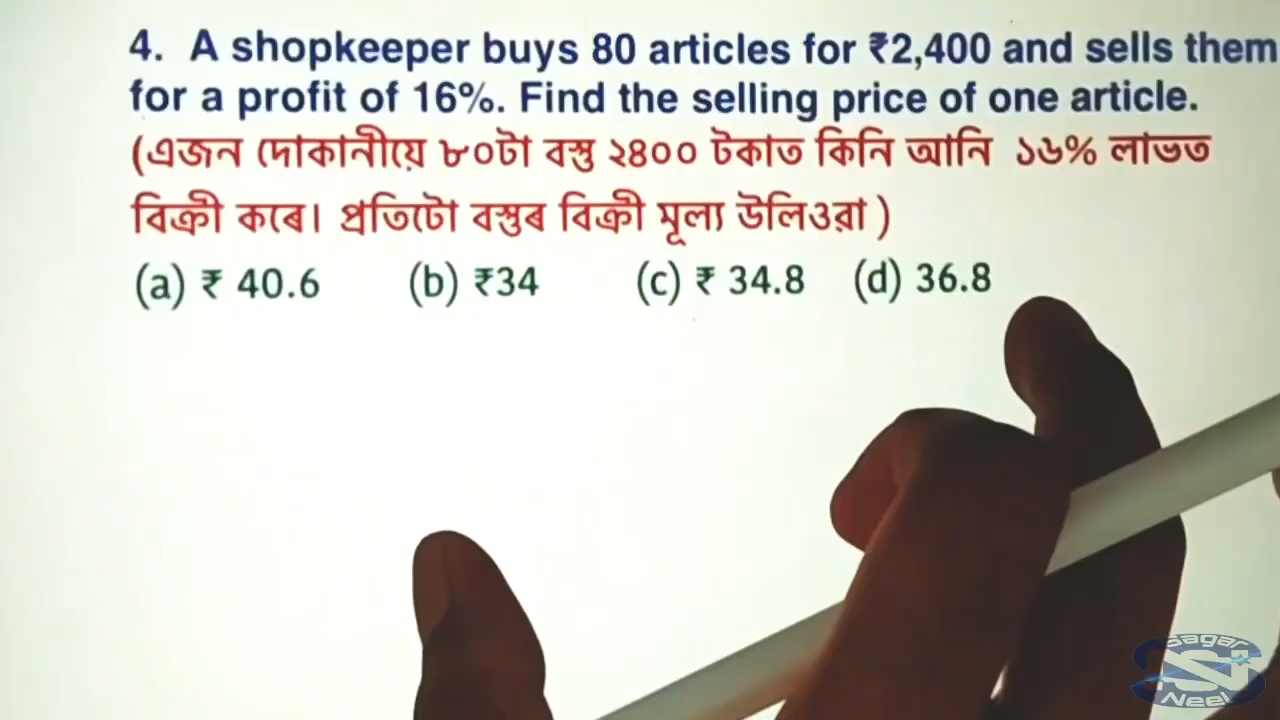 4. A shopkeeper buys 80 articles for ₹2,400 and sells them
for a profit of 16%. Find the selling price of one article.
(এজন দোকানীয়ে ৮০টা বস্তু ২৪০০ টকাত কিনি আনি ১৬% লাভত
বিক্ৰী কৰে। প্ৰতিটো বস্তুৰ বিক্ৰী মূল্য উলিওৱা )
(a) ₹ 40.6 (b) ₹34 (c) ₹ 34.8 (d) 36.8
Sagar
SN
Neel